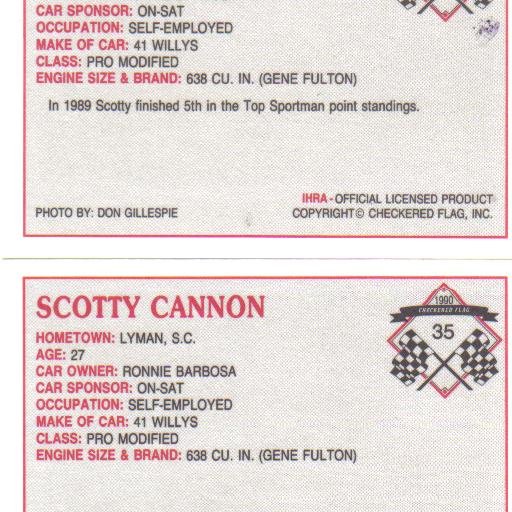 CAR SPONSOR: ON-SAT
OCCUPATION: SELF-EMPLOYED
MAKE OF CAR: 41 WILLYS
CLASS: PRO MODIFIED
ENGINE SIZE & BRAND: 638 CU. IN. (GENE FULTON)
In 1989 Scotty finished 5th in the Top Sportman point standings.
IHRA - OFFICIAL LICENSED PRODUCT
PHOTO BY: DON GILLESPIE COPYRIGHT© CHECKERED FLAG, INC.
SCOTTY CANNON
1990
CHECKERED FLAG
35
HOMETOWN: LYMAN, S.C.
AGE: 27
CAR OWNER: RONNIE BARBOSA
CAR SPONSOR: ON-SAT
OCCUPATION: SELF-EMPLOYED
MAKE OF CAR: 41 WILLYS
CLASS: PRO MODIFIED
ENGINE SIZE & BRAND: 638 CU. IN. (GENE FULTON)